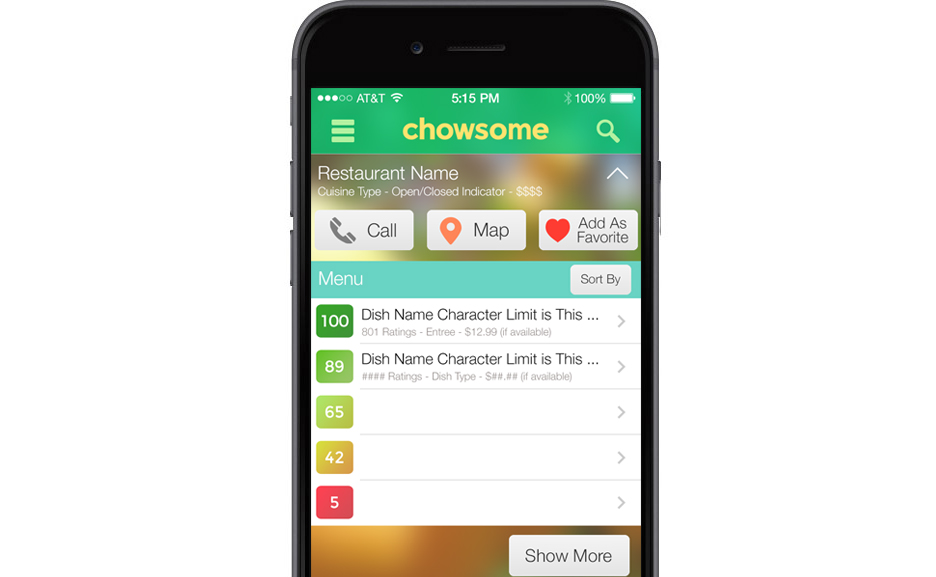 AT&T 5:15 PM 100%
chowsome
Restaurant Name
Cuisine Type - Open/Closed Indicator - $$$$
Call Map Add As
Favorite
Menu Sort By
100 Dish Name Character Limit is This ...
801 Ratings - Entree - $12.99 (if available)
89 Dish Name Character Limit is This ...
#### Ratings - Dish Type - $##.## (if available)
65
42
5
Show More